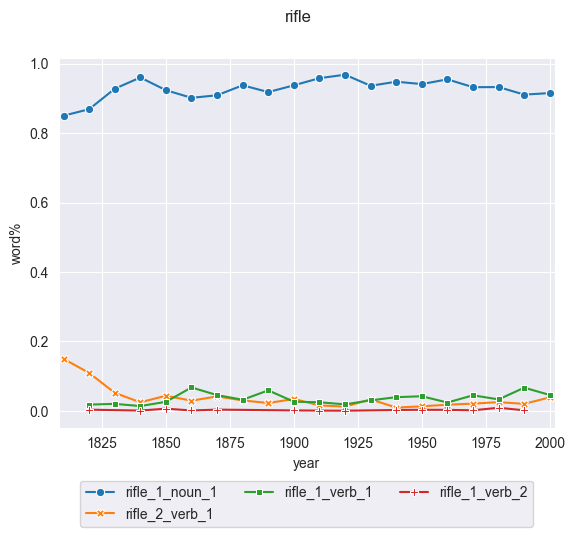 rifle
1.0
0.8
0.6
0.4
0.2
0.0
word%
1825 1850 1875 1900 1925 1950 1975 2000
year
rifle_1_noun_1 rifle_1_verb_1 rifle_1_verb_2
rifle_2_verb_1